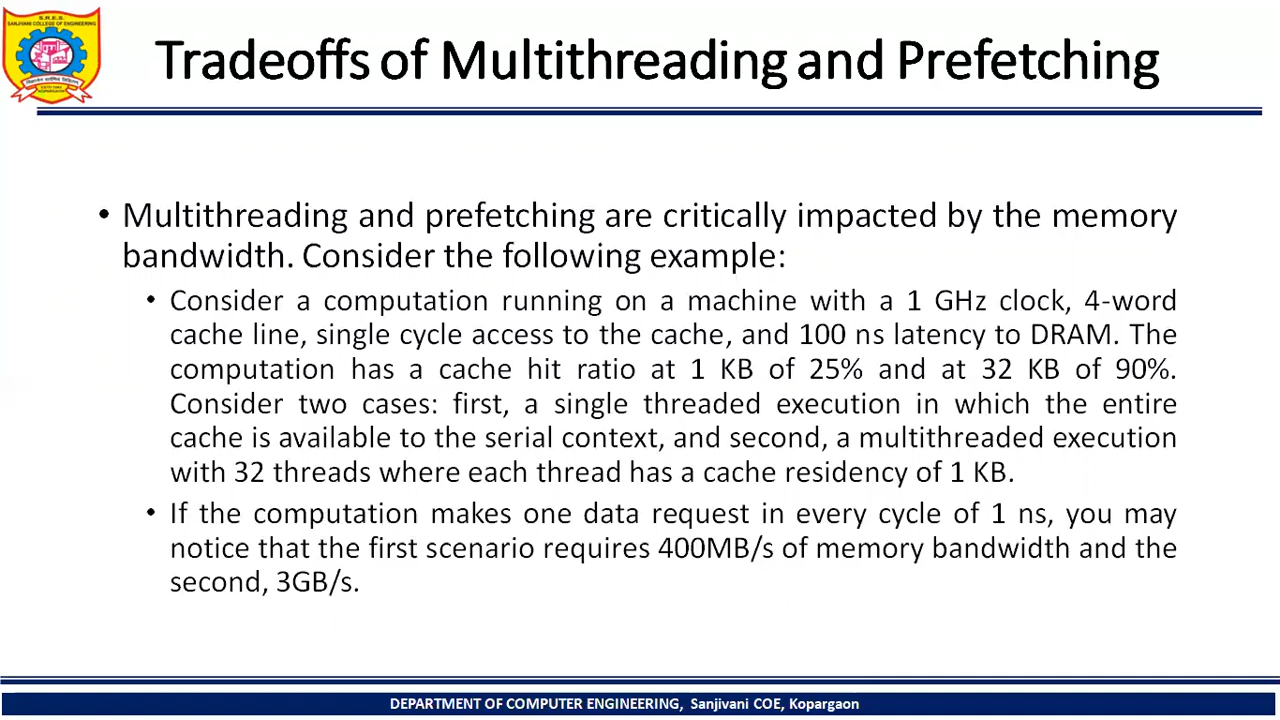 S.R.E.S.
SANJIVANI COLLEGE OF ENGINEERING
Tradeoffs of Multithreading and Prefetching
• Multithreading and prefetching are critically impacted by the memory
bandwidth. Consider the following example:
• Consider a computation running on a machine with a 1 GHz clock, 4-word
cache line, single cycle access to the cache, and 100 ns latency to DRAM. The
computation has a cache hit ratio at 1 KB of 25% and at 32 KB of 90%.
Consider two cases: first, a single threaded execution in which the entire
cache is available to the serial context, and second, a multithreaded execution
with 32 threads where each thread has a cache residency of 1 KB.
• If the computation makes one data request in every cycle of 1 ns, you may
notice that the first scenario requires 400MB/s of memory bandwidth and the
second, 3GB/s.
DEPARTMENT OF COMPUTER ENGINEERING, Sanjivani COE, Kopargaon